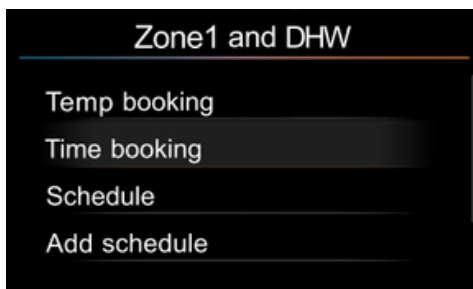 Zone1 and DHW
Temp booking
Time booking
Schedule
Add schedule